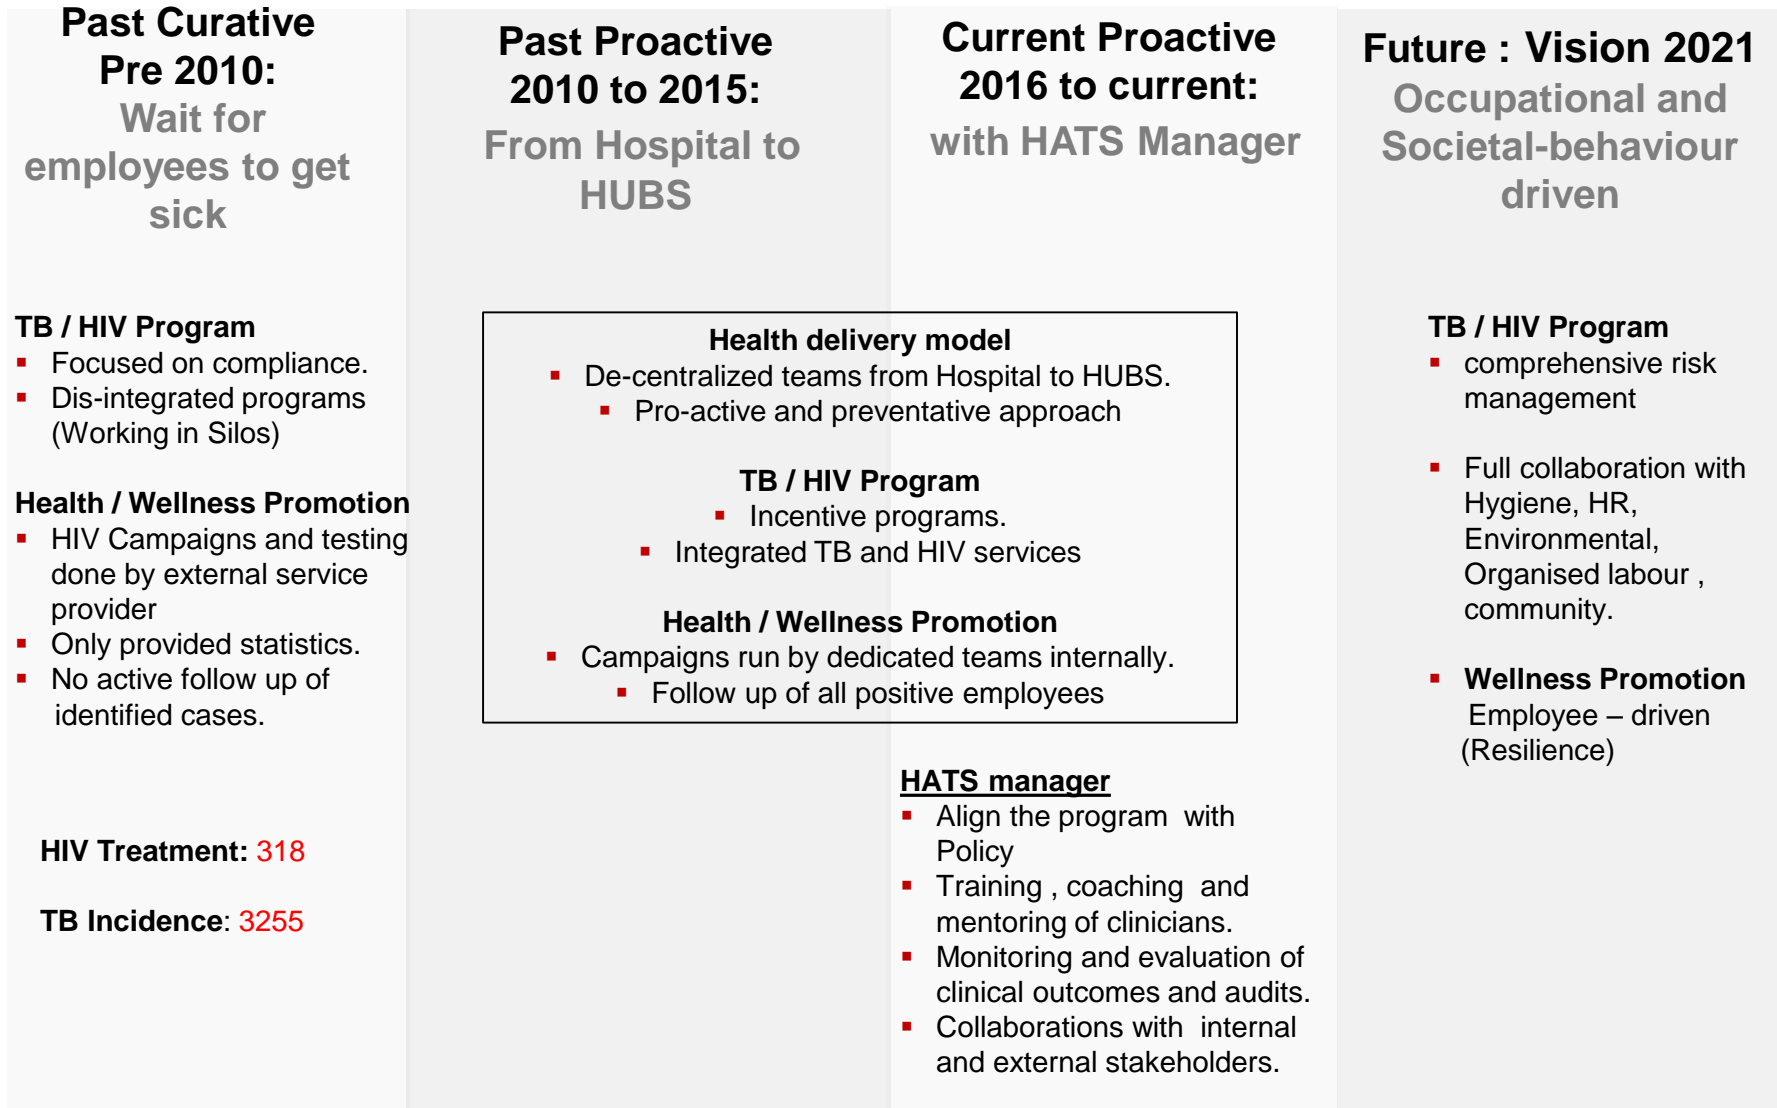 Past Curative
Pre 2010:
Wait for
employees to get
sick
TB / HIV Program
▪ Focused on compliance.
▪ Dis-integrated programs
(Working in Silos)
Health / Wellness Promotion
▪ HIV Campaigns and testing
done by external service
provider
▪ Only provided statistics.
▪ No active follow up of
identified cases.
HIV Treatment: 318
TB Incidence: 3255
Past Proactive
2010 to 2015:
From Hospital to
HUBS
Current Proactive
2016 to current:
with HATS Manager
Health delivery model
▪ De-centralized teams from Hospital to HUBS.
▪ Pro-active and preventative approach
TB / HIV Program
▪ Incentive programs.
▪ Integrated TB and HIV services
Health / Wellness Promotion
▪ Campaigns run by dedicated teams internally.
▪ Follow up of all positive employees
HATS manager
▪ Align the program with
Policy
▪ Training , coaching and
mentoring of clinicians.
▪ Monitoring and evaluation of
clinical outcomes and audits.
▪ Collaborations with internal
and external stakeholders.
Future : Vision 2021
Occupational and
Societal-behaviour
driven
TB / HIV Program
▪ comprehensive risk
management
▪ Full collaboration with
Hygiene, HR,
Environmental,
Organised labour ,
community.
▪ Wellness Promotion
Employee – driven
(Resilience)